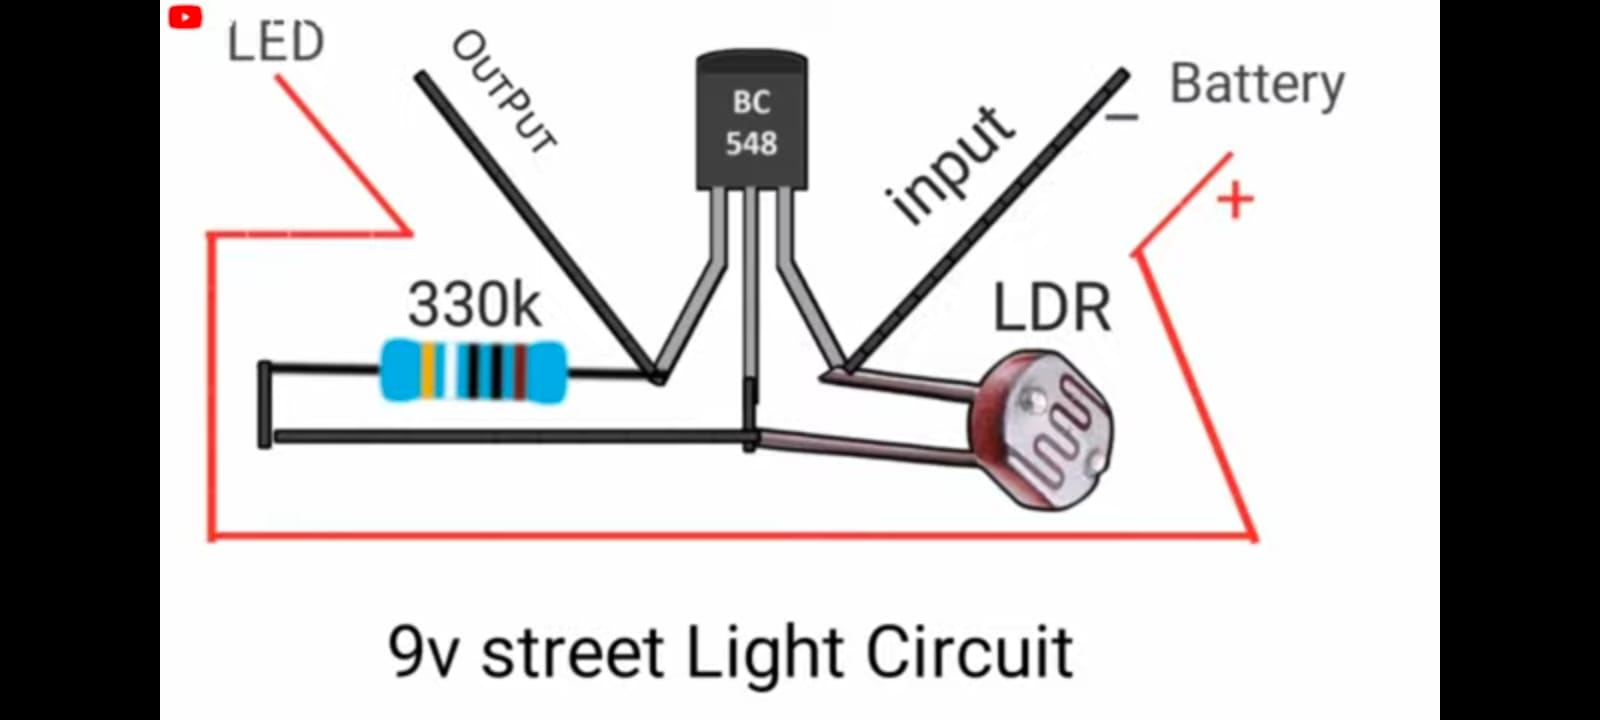 LED
OUTPUT
BC
548
input
Battery
−
+
330k
LDR
9v street Light Circuit